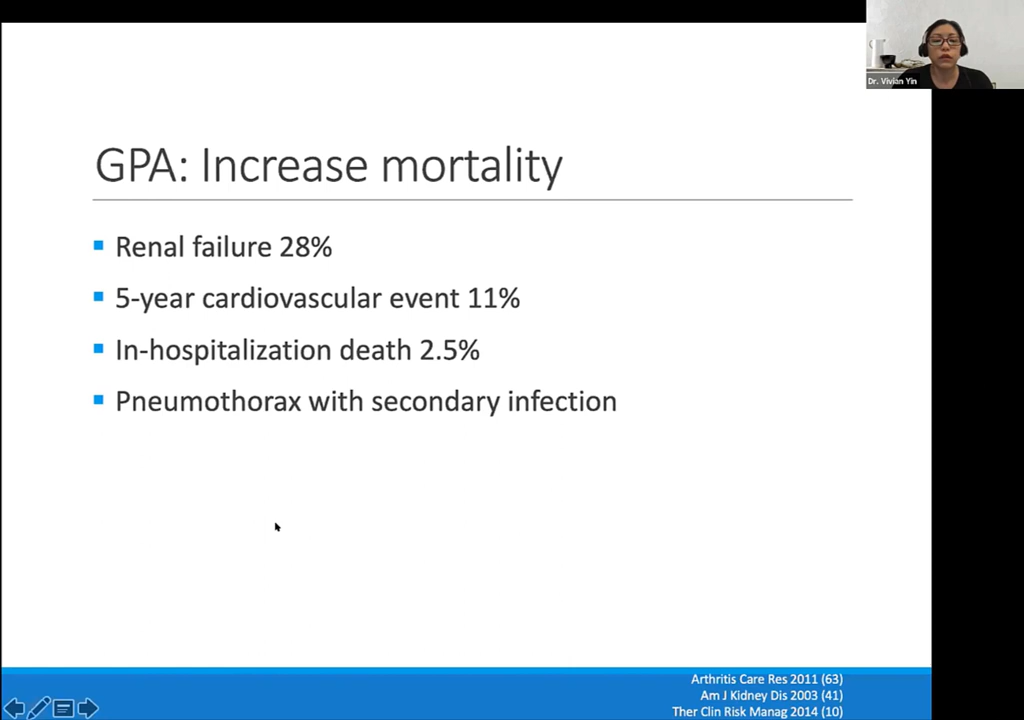 Dr. Vivian Yin
GPA: Increase mortality
Renal failure 28%
5-year cardiovascular event 11%
In-hospitalization death 2.5%
Pneumothorax with secondary infection
Arthritis Care Res 2011 (63)
Am J Kidney Dis 2003 (41)
Ther Clin Risk Manag 2014 (10)